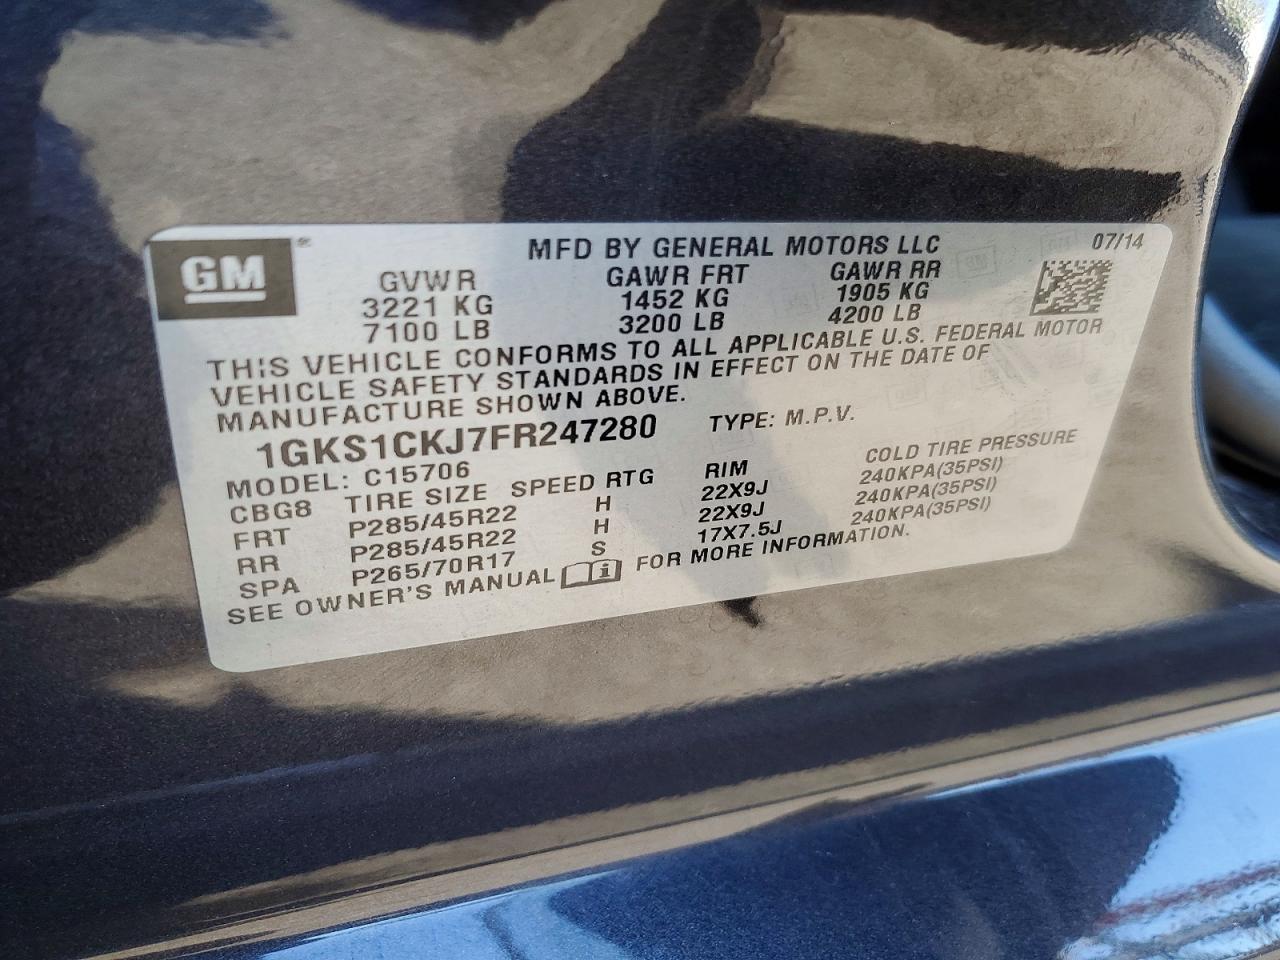 GM
MFD BY GENERAL MOTORS LLC
07/14
GVWR GAWR FRT GAWR RR
3221 KG 1452 KG 1905 KG
7100 LB 3200 LB 4200 LB
THIS VEHICLE CONFORMS TO ALL APPLICABLE U.S. FEDERAL MOTOR
VEHICLE SAFETY STANDARDS IN EFFECT ON THE DATE OF
MANUFACTURE SHOWN ABOVE.
1GKS1CKJ7FR247280 TYPE: M.P.V.
MODEL: C15706
CBG8 TIRE SIZE SPEED RTG RIM COLD TIRE PRESSURE
FRT P285/45R22 H 22X9J 240KPA(35PSI)
RR P285/45R22 H 22X9J 240KPA(35PSI)
SPA P265/70R17 S 17X7.5J 240KPA(35PSI)
SEE OWNER'S MANUAL i FOR MORE INFORMATION.